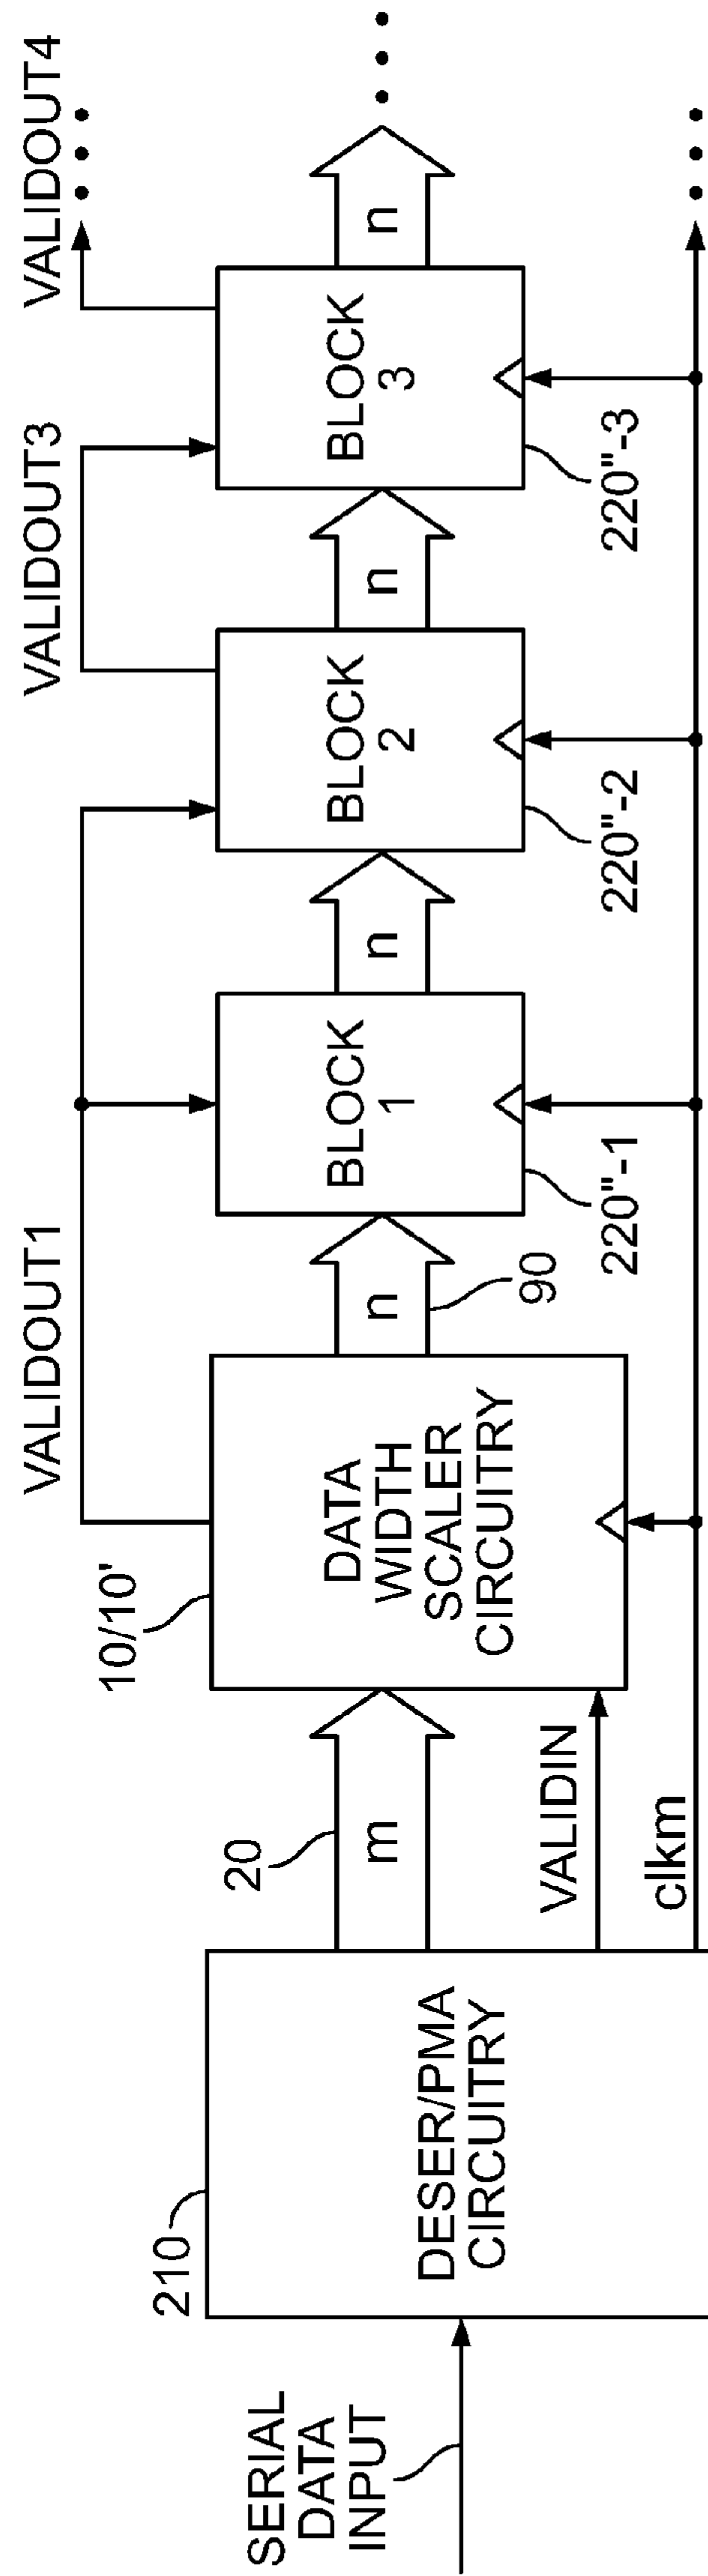 SERIAL
DATA
INPUT
210
DESER/PMA
CIRCUITRY
20
m
VALIDIN
clkm
10/10'
DATA
WIDTH
SCALER
CIRCUITRY
VALIDOUT1
n
90
BLOCK
1
220"-1
n
BLOCK
2
220"-2
VALIDOUT3
n
BLOCK
3
220"-3
VALIDOUT4
n